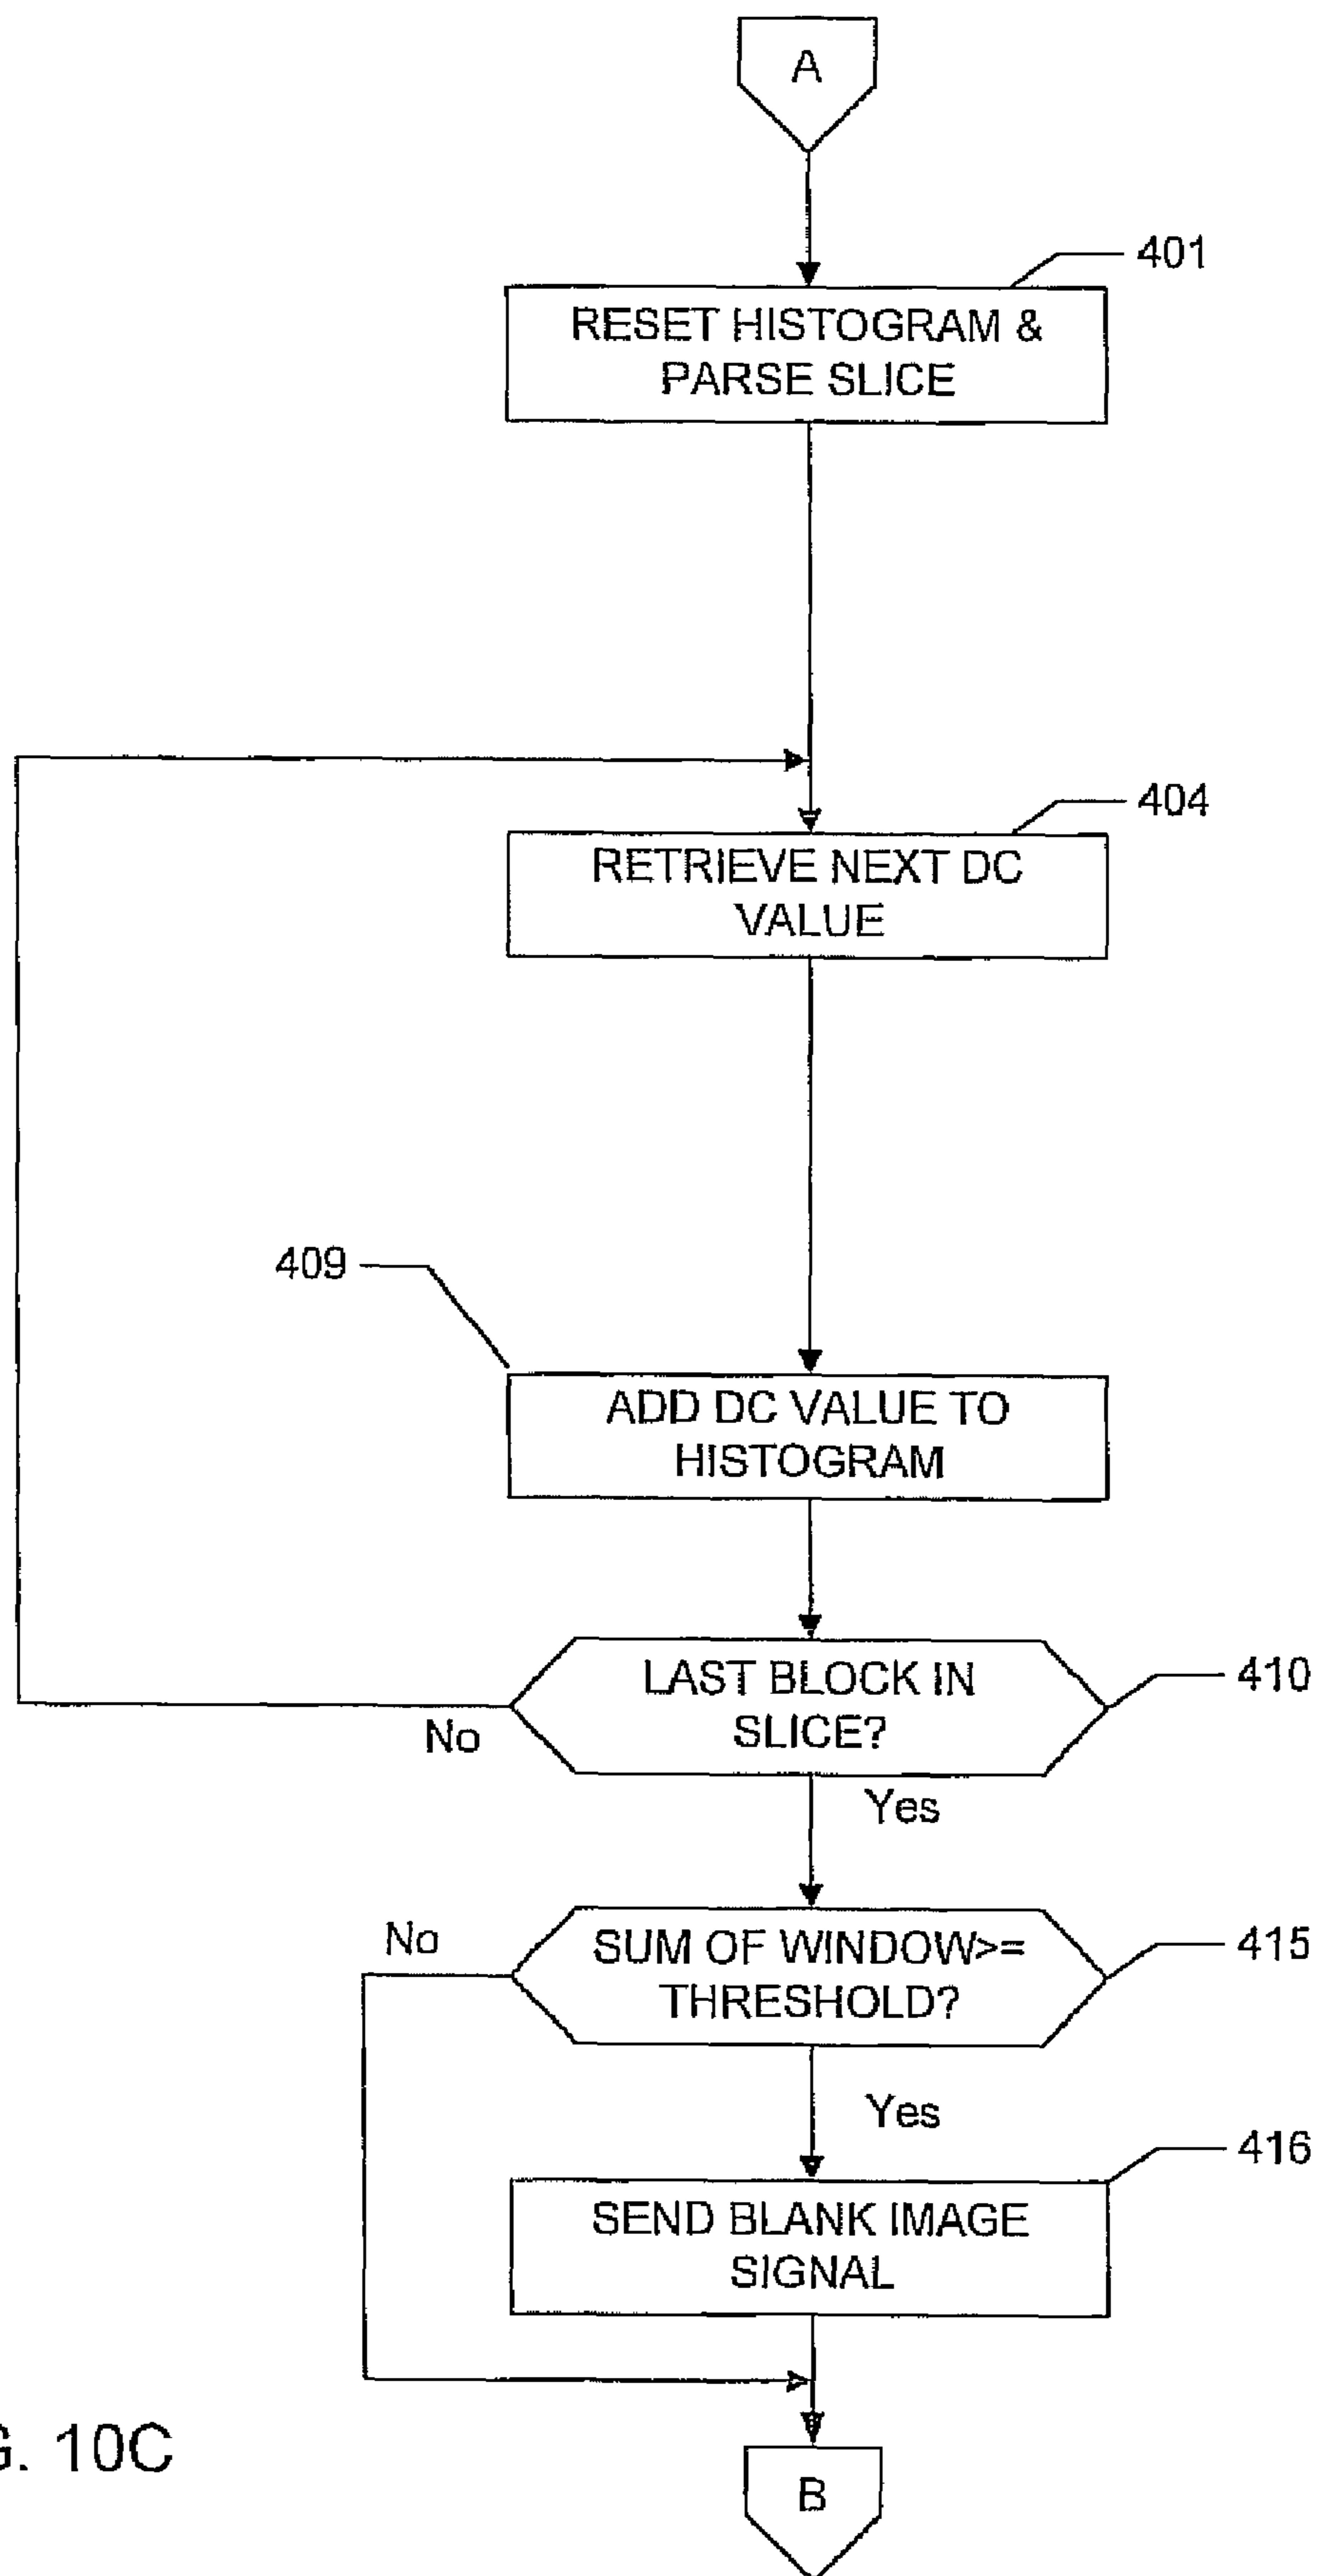 A
401
RESET HISTOGRAM &
PARSE SLICE
404
RETRIEVE NEXT DC
VALUE
409
ADD DC VALUE TO
HISTOGRAM
LAST BLOCK IN
SLICE?
410
No
Yes
No
SUM OF WINDOW>=
THRESHOLD?
415
Yes
416
SEND BLANK IMAGE
SIGNAL
G. 10C
B